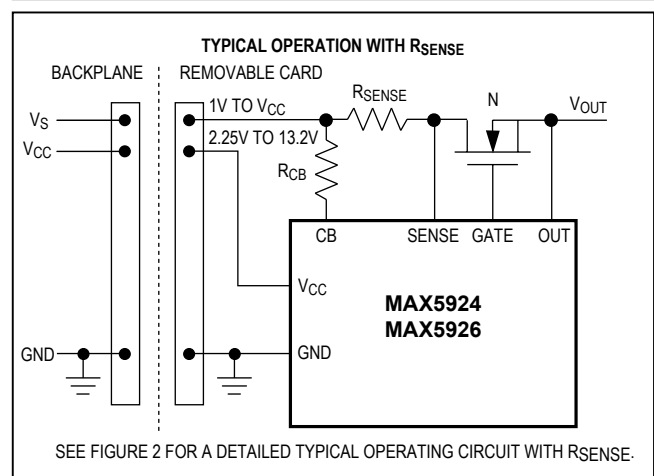 TYPICAL OPERATION WITH RSENSE
BACKPLANE
REMOVABLE CARD
RSENSE
N
VOUT
1V TO VCC
VS
2.25V TO 13.2V
VCC
RCB
CB
SENSE
GATE
OUT
VCC
MAX5924
MAX5926
GND
GND
SEE FIGURE 2 FOR A DETAILED TYPICAL OPERATING CIRCUIT WITH RSENSE.